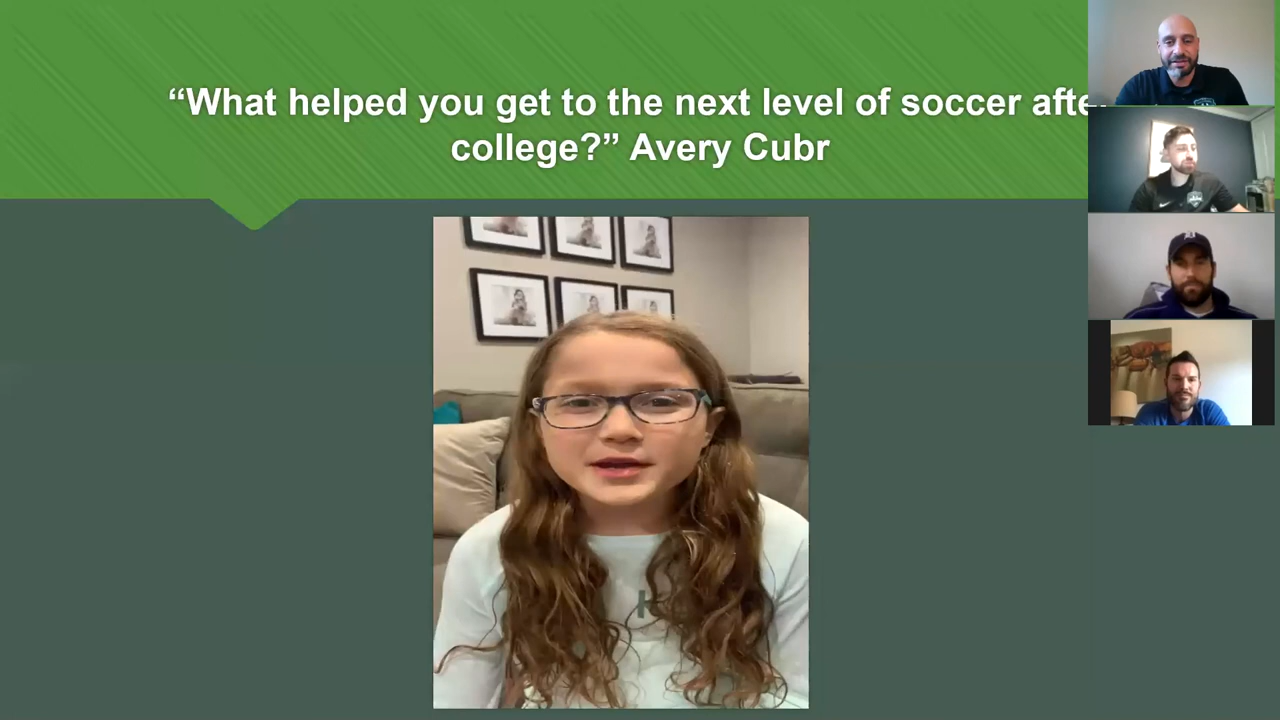 “What helped you get to the next level of soccer afte
college?” Avery Cubr